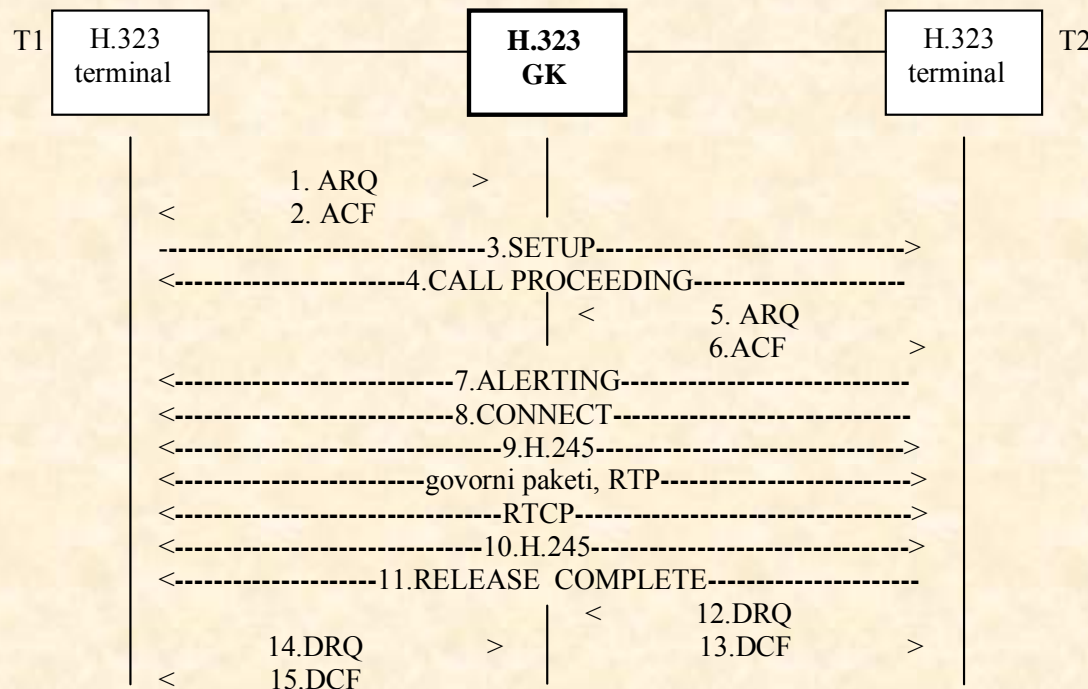 T1
H.323
terminal
H.323
GK
H.323
terminal
T2
1. ARQ >
< 2. ACF
---------------------------------3.SETUP------------------------------->
<-----------------------4.CALL PROCEEDING---------------------
< 5. ARQ
6.ACF >
<----------------------------7.ALERTING-----------------------------
<----------------------------8.CONNECT------------------------------
<---------------------------------9.H.245------------------------------->
<-------------------------govorni paketi, RTP------------------------->
<---------------------------------RTCP---------------------------------->
<-------------------------------10.H.245-------------------------------->
<--------------------11.RELEASE COMPLETE---------------------
< 12.DRQ
14.DRQ > 13.DCF >
< 15.DCF